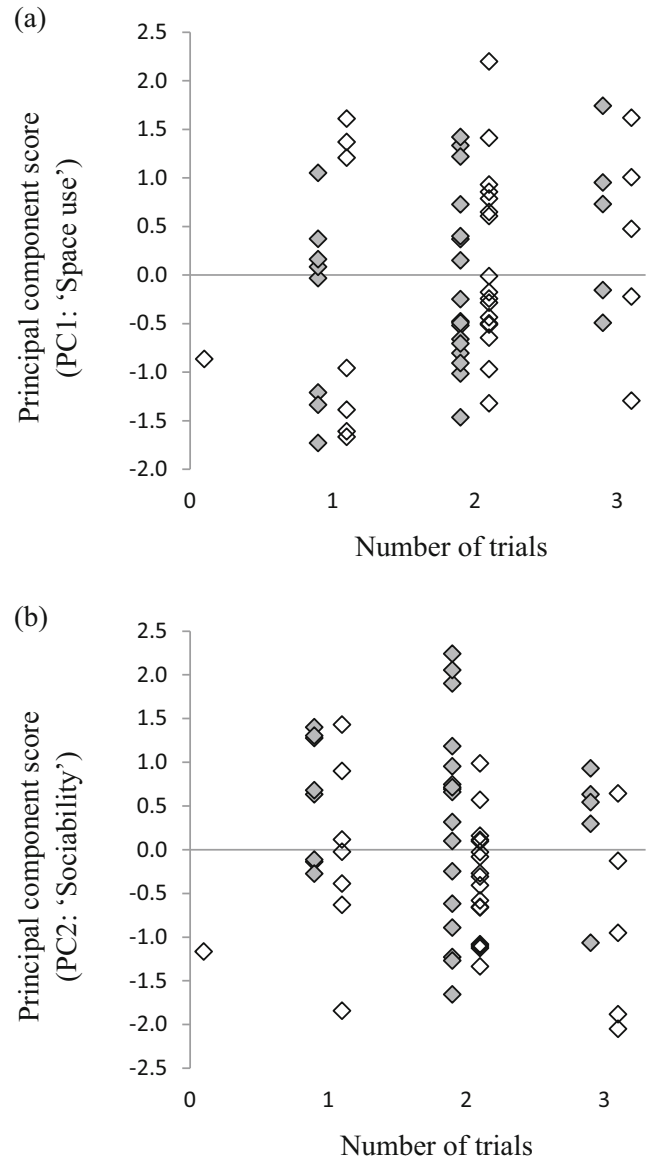 (a)
Principal component score
(PC1: ‘Space use’)
2.5
2.0
1.5
1.0
0.5
0.0
-0.5
-1.0
-1.5
-2.0
0 1 2 3
Number of trials
(b)
Principal component score
(PC2: ‘Sociability’)
2.5
2.0
1.5
1.0
0.5
0.0
-0.5
-1.0
-1.5
-2.0
-2.5
0 1 2 3
Number of trials